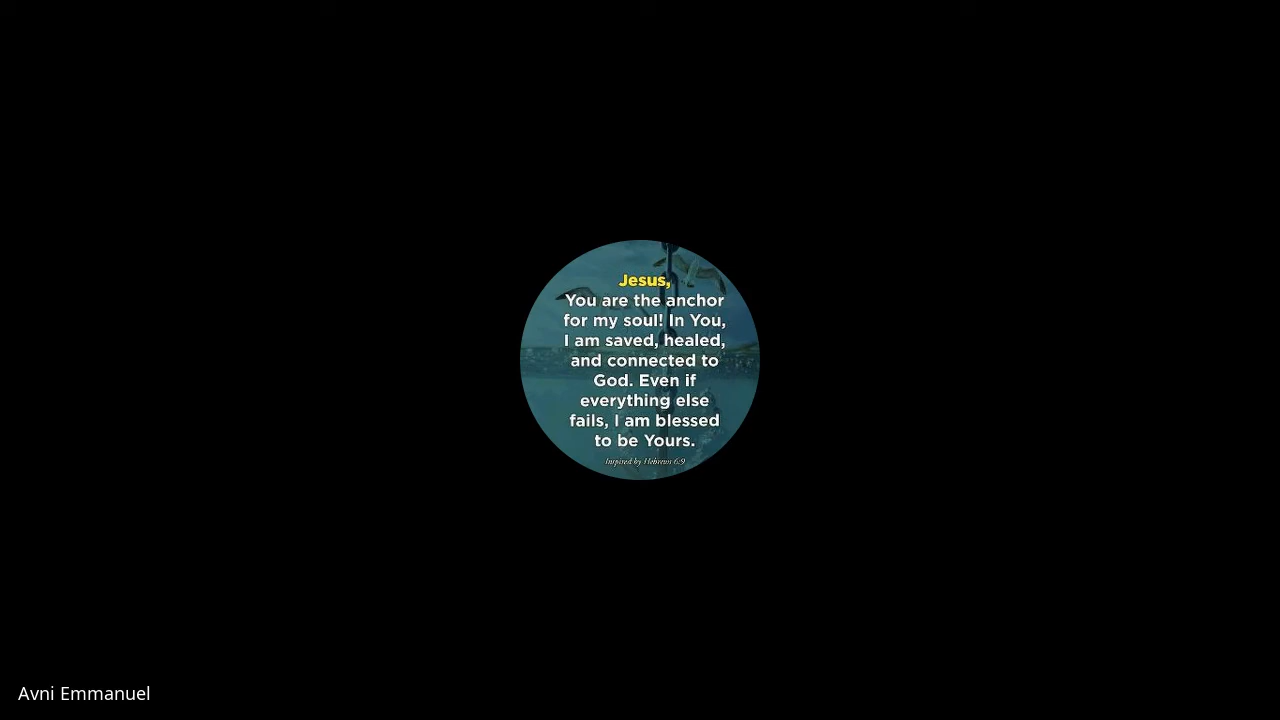 Jesus,
You are the anchor
for my soul! In You,
I am saved, healed,
and connected to
God. Even if
everything else
fails, I am blessed
to be Yours.
Inspired by Hebrews 6:9
Avni Emmanuel